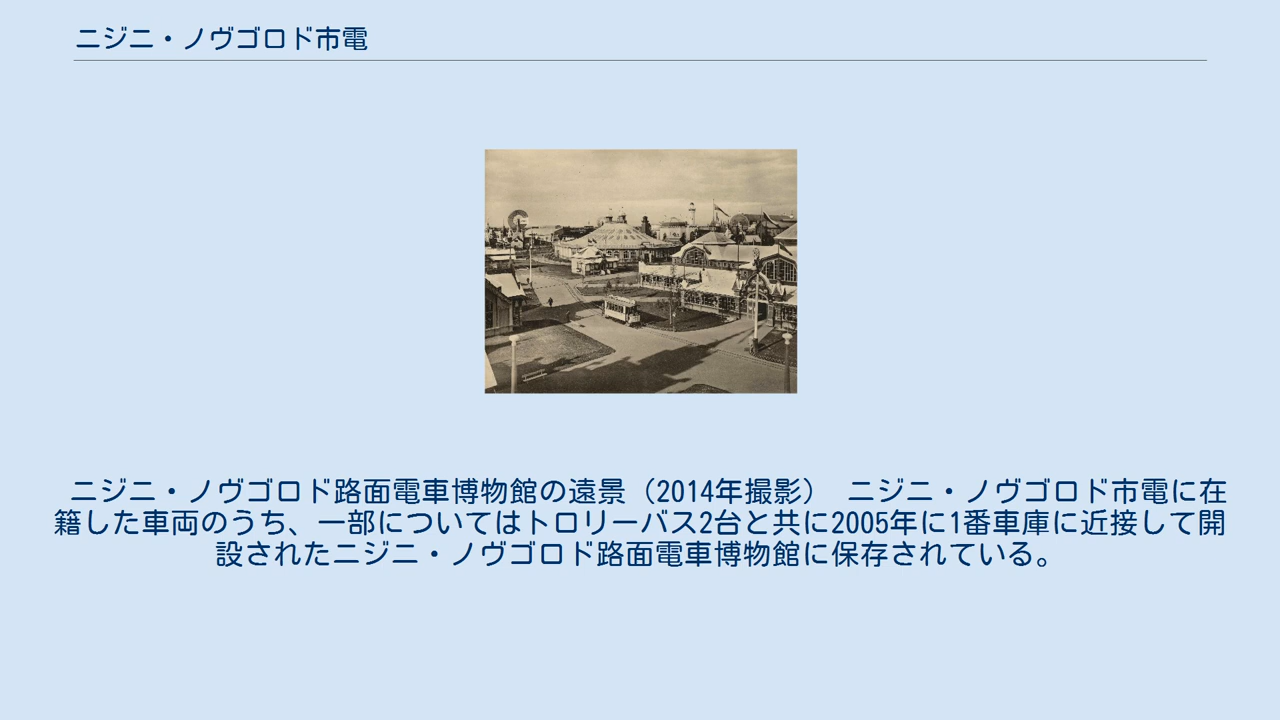 ニジニ・ノヴゴロド市電
ニジニ・ノヴゴロド路面電車博物館の遠景（2014年撮影）　ニジニ・ノヴゴロド市電に在
籍した車両のうち、一部についてはトロリーバス2台と共に2005年に1番車庫に近接して開
設されたニジニ・ノヴゴロド路面電車博物館に保存されている。